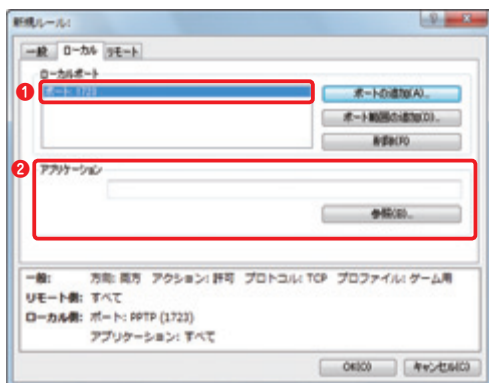 新規ルール:
一般 ローカル リモート
ローカルポート
1
ポート: 1723
ポートの追加(A)...
ポート範囲の追加(D)...
削除(R)
2
アプリケーション
参照(B)...
一般: 方向: 両方 アクション: 許可 プロトコル: TCP プロファイル: ゲーム用
リモート側: すべて
ローカル側: ポート: PPTP (1723)
アプリケーション: すべて
OK(O) キャンセル(C)